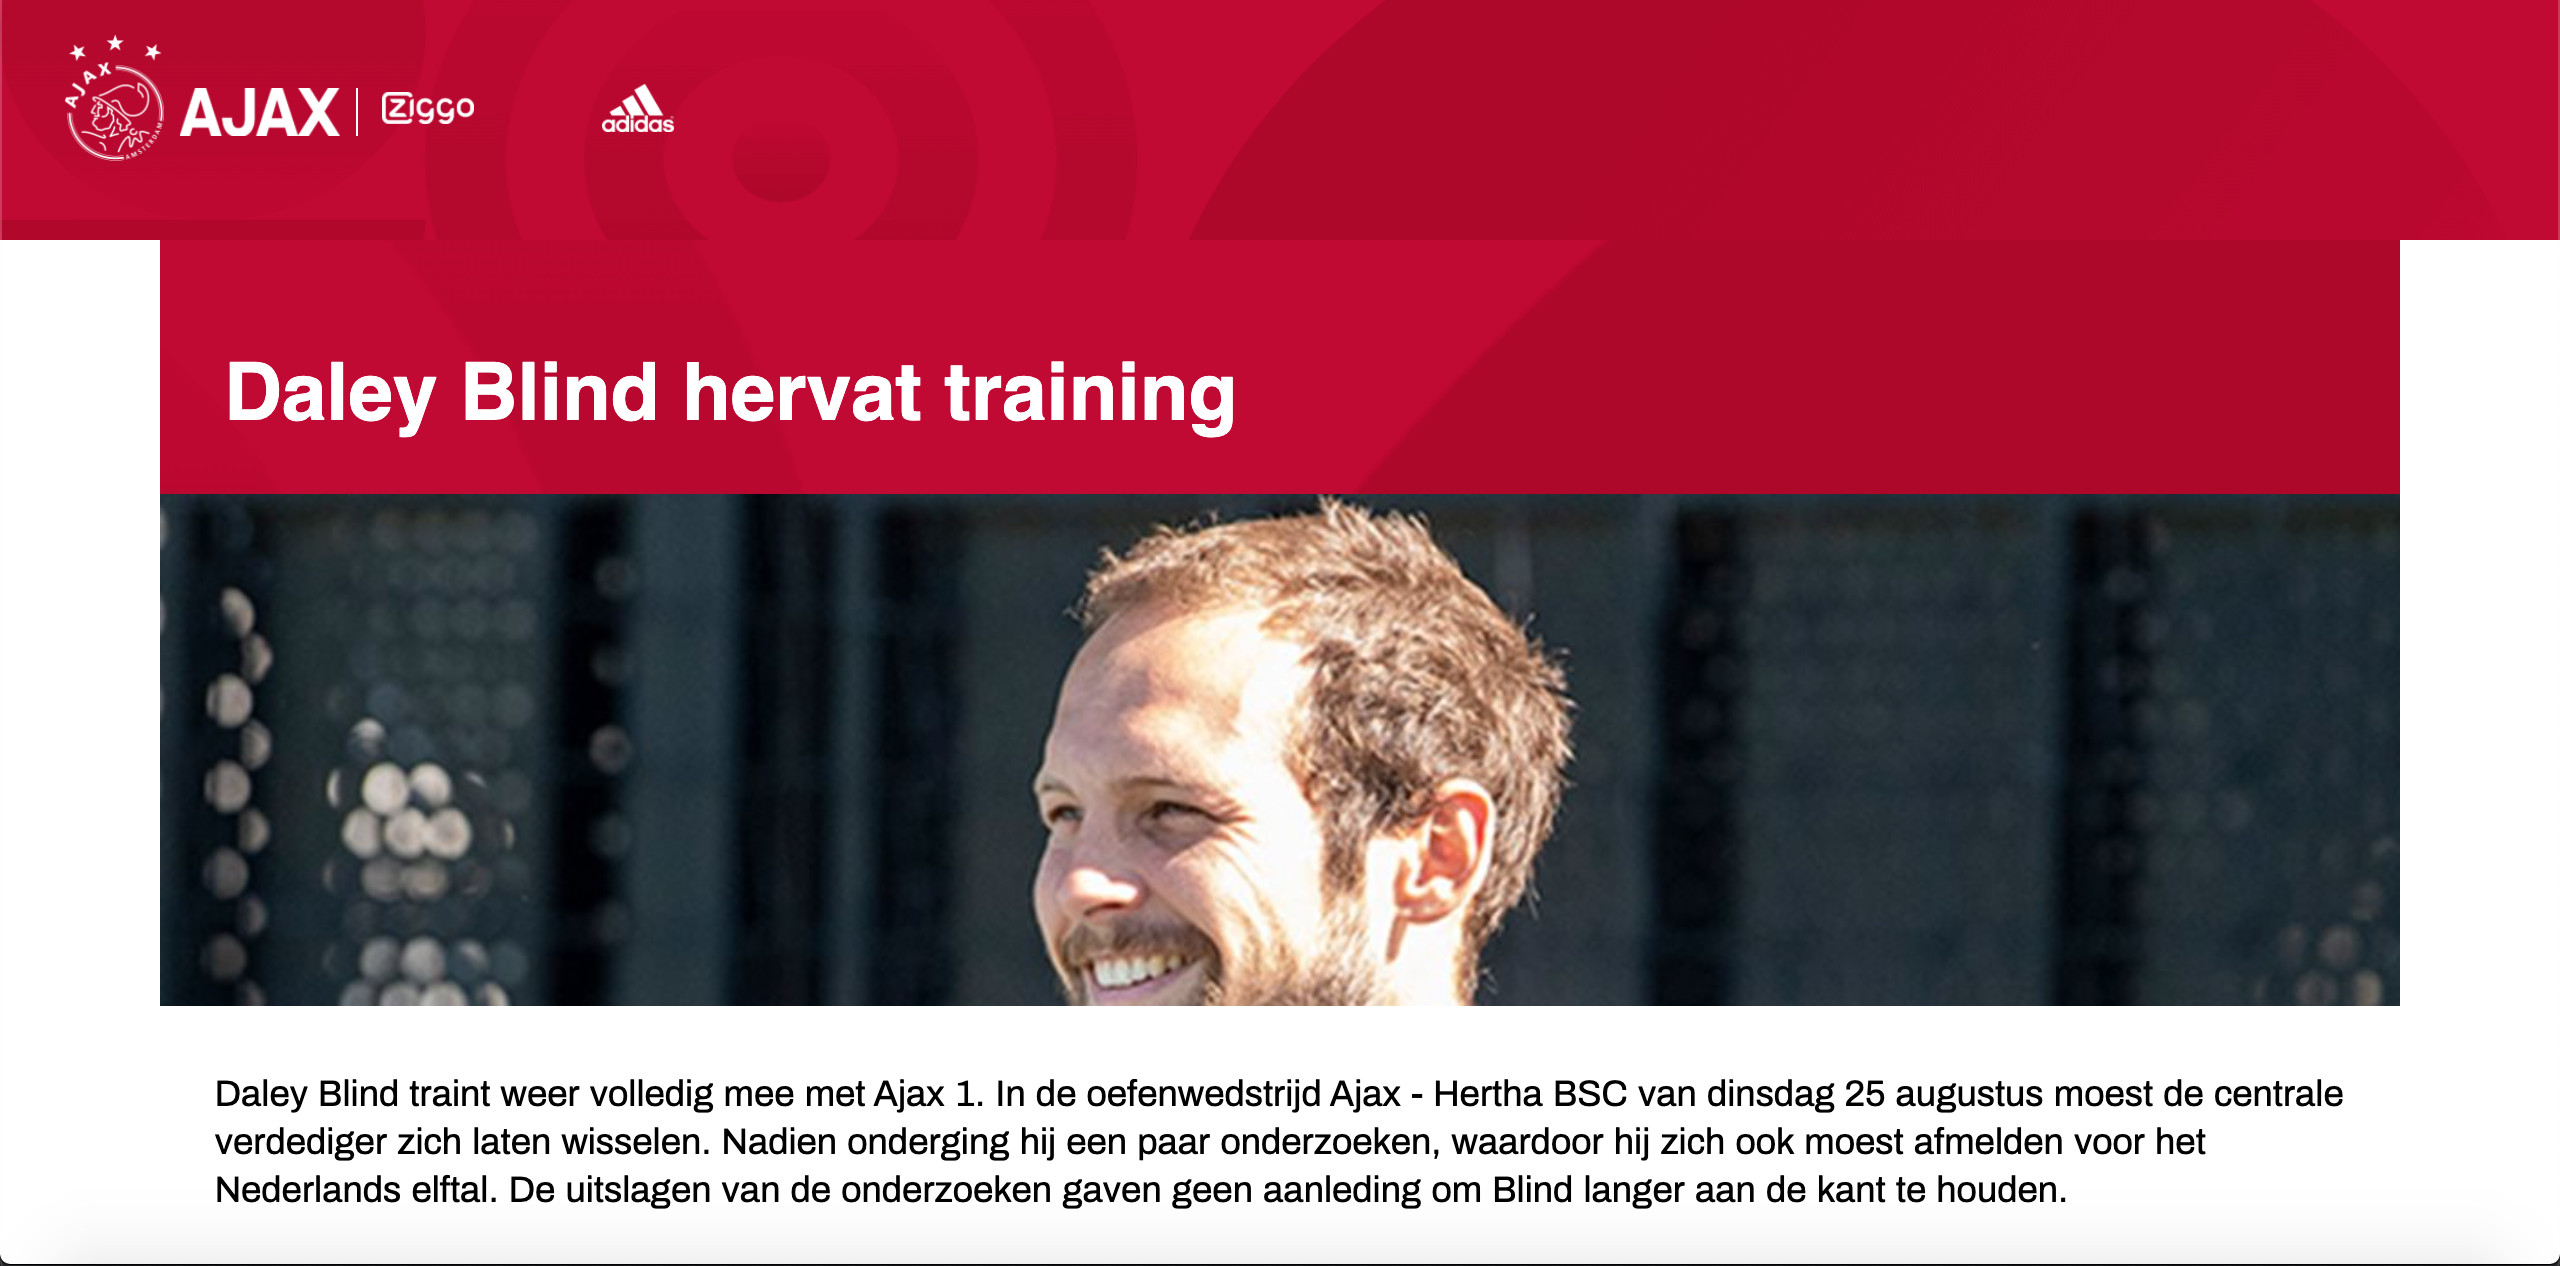 AJAX
AMSTERDAM
AJAX
Ziggo
adidas
Daley Blind hervat training
Daley Blind traint weer volledig mee met Ajax 1. In de oefenwedstrijd Ajax - Hertha BSC van dinsdag 25 augustus moest de centrale
verdediger zich laten wisselen. Nadien onderging hij een paar onderzoeken, waardoor hij zich ook moest afmelden voor het
Nederlands elftal. De uitslagen van de onderzoeken gaven geen aanleding om Blind langer aan de kant te houden.